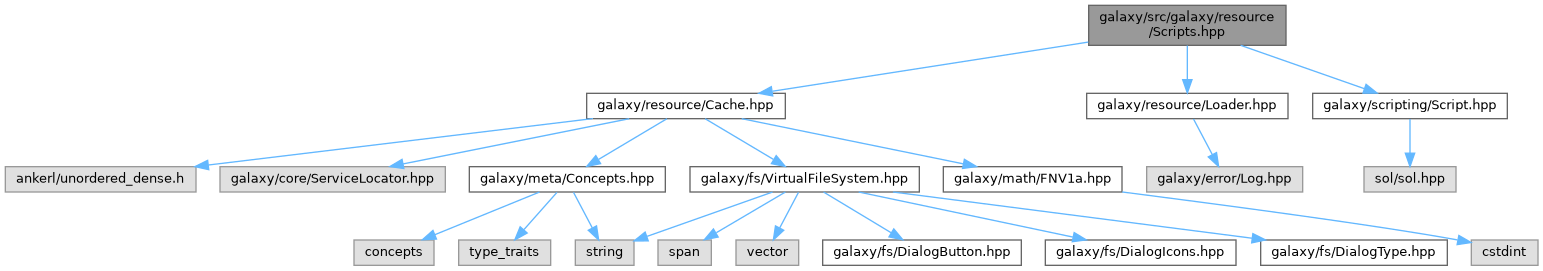 galaxy/src/galaxy/resource
/Scripts.hpp
galaxy/resource/Cache.hpp
galaxy/resource/Loader.hpp
galaxy/scripting/Script.hpp
ankerl/unordered_dense.h
galaxy/core/ServiceLocator.hpp
galaxy/meta/Concepts.hpp
galaxy/fs/VirtualFileSystem.hpp
galaxy/math/FNV1a.hpp
galaxy/error/Log.hpp
sol/sol.hpp
concepts
type_traits
string
span
vector
galaxy/fs/DialogButton.hpp
galaxy/fs/DialogIcons.hpp
galaxy/fs/DialogType.hpp
cstdint